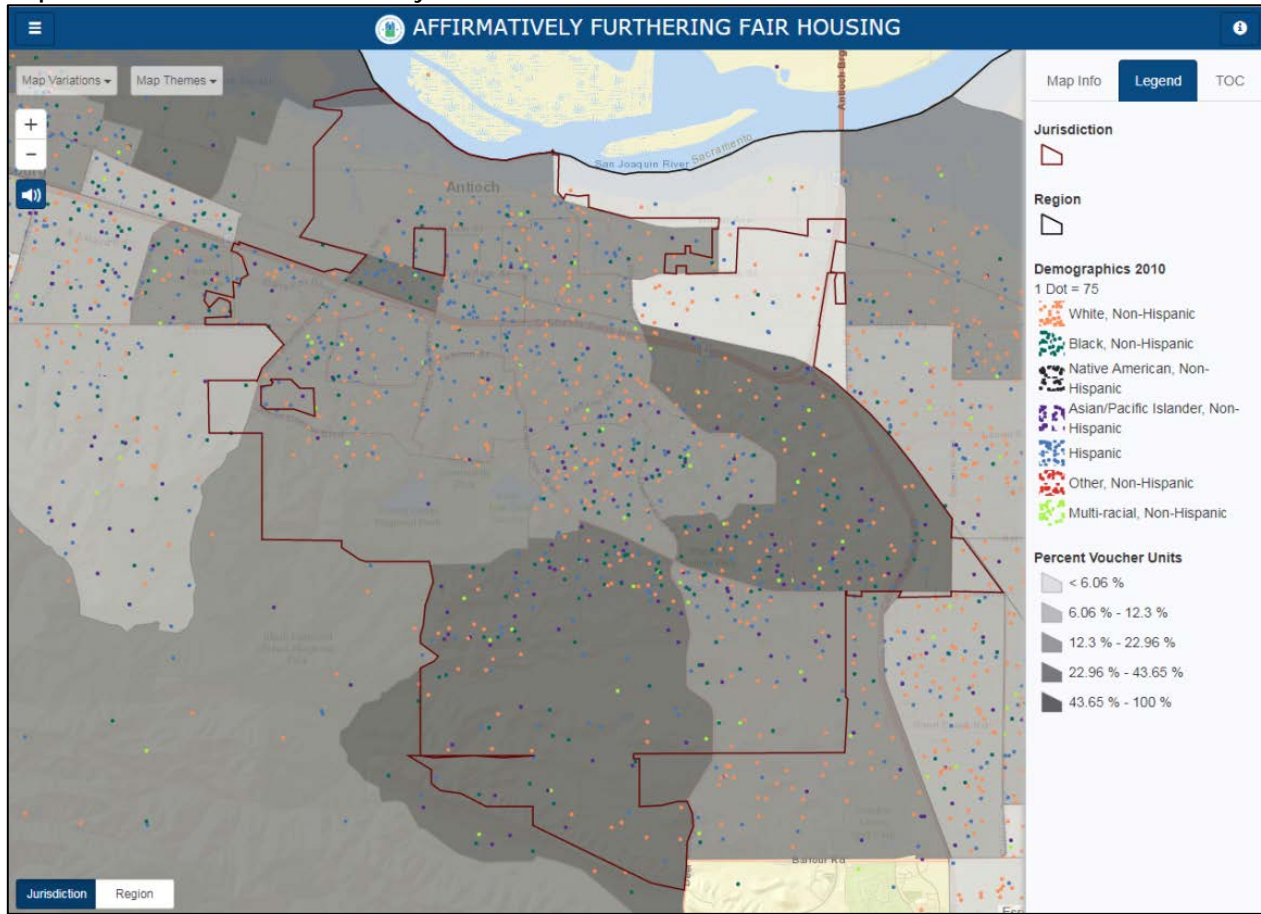 AFFIRMATIVELY FURTHERING FAIR HOUSING
Map Variations
Map Themes
+
−
Antioch
San Joaquin River
Sacramento
Antioch Brg
Balfour Rd
Jurisdiction
Region
Map Info
Legend
TOC
Jurisdiction
Region
Demographics 2010
1 Dot = 75
White, Non-Hispanic
Black, Non-Hispanic
Native American, Non-
Hispanic
Asian/Pacific Islander, Non-
Hispanic
Hispanic
Other, Non-Hispanic
Multi-racial, Non-Hispanic
Percent Voucher Units
< 6.06 %
6.06 % - 12.3 %
12.3 % - 22.96 %
22.96 % - 43.65 %
43.65 % - 100 %